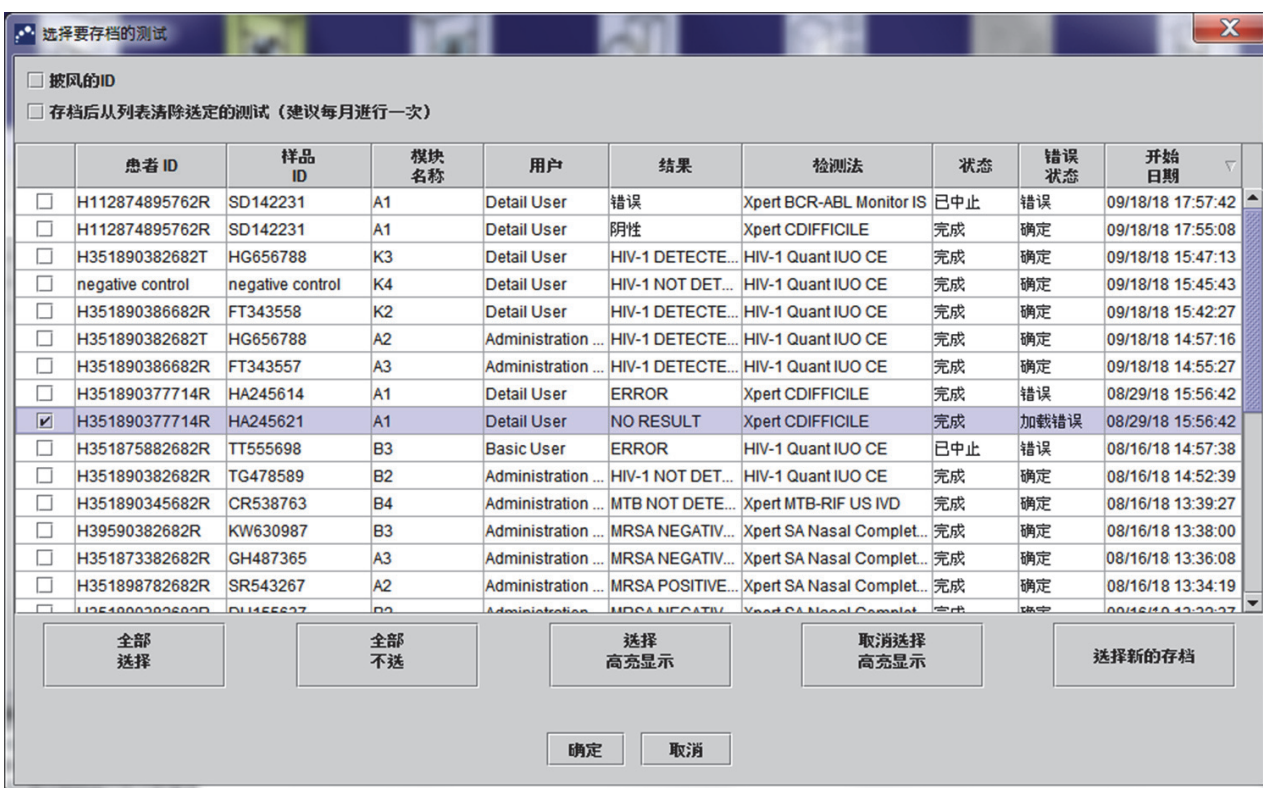 选择要存档的测试
披风的ID
存档后从列表清除选定的测试（建议每月进行一次）
患者 ID 样品 ID 模块 名称 用户 结果 检测法 状态 错误 状态 开始 日期
H112874895762R SD142231 A1 Detail User 错误 Xpert BCR-ABL Monitor IS 已中止 错误 09/18/18 17:57:42
H112874895762R SD142231 A1 Detail User 阴性 Xpert CDIFFICILE 完成 确定 09/18/18 17:55:08
H351890382682T HG656788 K3 Detail User HIV-1 DETECTE... HIV-1 Quant IUO CE 完成 确定 09/18/18 15:47:13
negative control negative control K4 Detail User HIV-1 NOT DET... HIV-1 Quant IUO CE 完成 确定 09/18/18 15:45:43
H351890386682R FT343558 K2 Detail User HIV-1 DETECTE... HIV-1 Quant IUO CE 完成 确定 09/18/18 15:42:27
H351890382682T HG656788 A2 Administration ... HIV-1 DETECTE... HIV-1 Quant IUO CE 完成 确定 09/18/18 14:57:16
H351890386682R FT343557 A3 Administration ... HIV-1 DETECTE... HIV-1 Quant IUO CE 完成 确定 09/18/18 14:55:27
H351890377714R HA245614 A1 Detail User ERROR Xpert CDIFFICILE 完成 错误 08/29/18 15:56:42
H351890377714R HA245621 A1 Detail User NO RESULT Xpert CDIFFICILE 完成 加载错误 08/29/18 15:56:42
H351875882682R TT555698 B3 Basic User ERROR HIV-1 Quant IUO CE 已中止 错误 08/16/18 14:57:38
H351890382682R TG478589 B2 Administration ... HIV-1 NOT DET... HIV-1 Quant IUO CE 完成 确定 08/16/18 14:52:39
H351890345682R CR538763 B4 Administration ... MTB NOT DETE... Xpert MTB-RIF US IVD 完成 确定 08/16/18 13:39:27
H39590382682R KW630987 B3 Administration ... MRSA NEGATIV... Xpert SA Nasal Complet... 完成 确定 08/16/18 13:38:00
H351873382682R GH487365 A3 Administration ... MRSA NEGATIV... Xpert SA Nasal Complet... 完成 确定 08/16/18 13:36:08
H351898782682R SR543267 A2 Administration ... MRSA POSITIVE... Xpert SA Nasal Complet... 完成 确定 08/16/18 13:34:19
全部 选择 全部 不选 选择 高亮显示 取消选择 高亮显示 选择新的存档
确定 取消